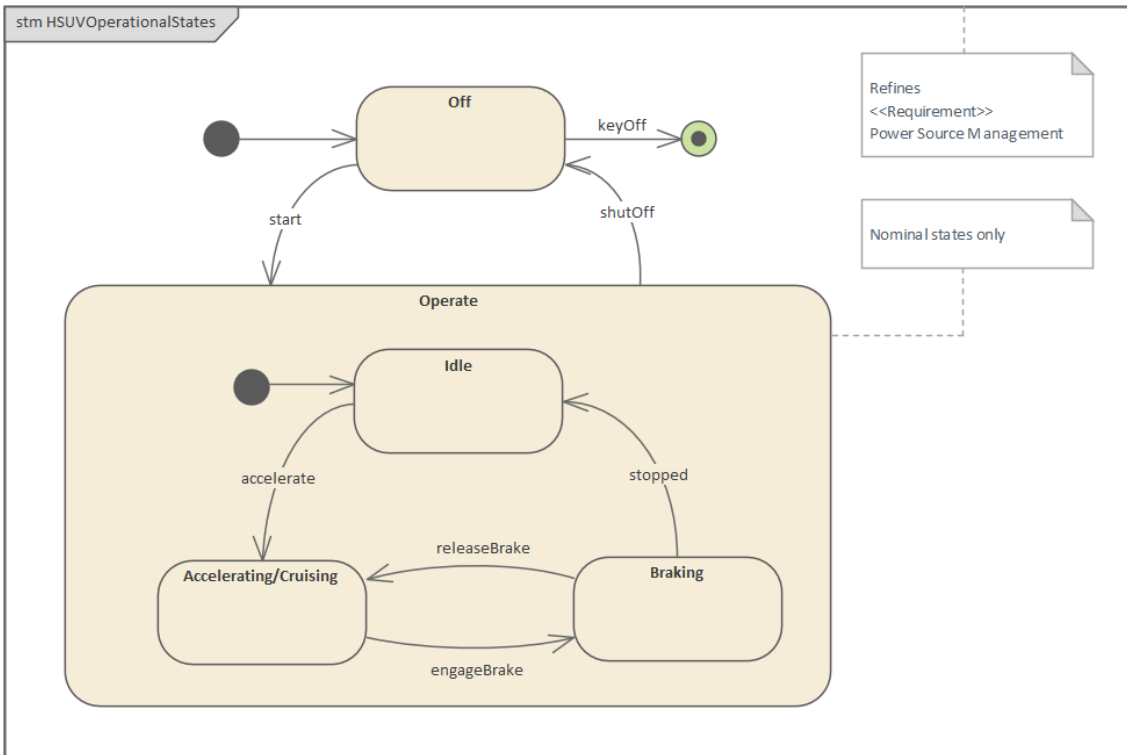 stm HSUVOperationalStates
Refines
<<Requirement>>
Power Source Management
Off
keyOff
start
shutOff
Nominal states only
Operate
Idle
accelerate
stopped
releaseBrake
Accelerating/Cruising
Braking
engageBrake